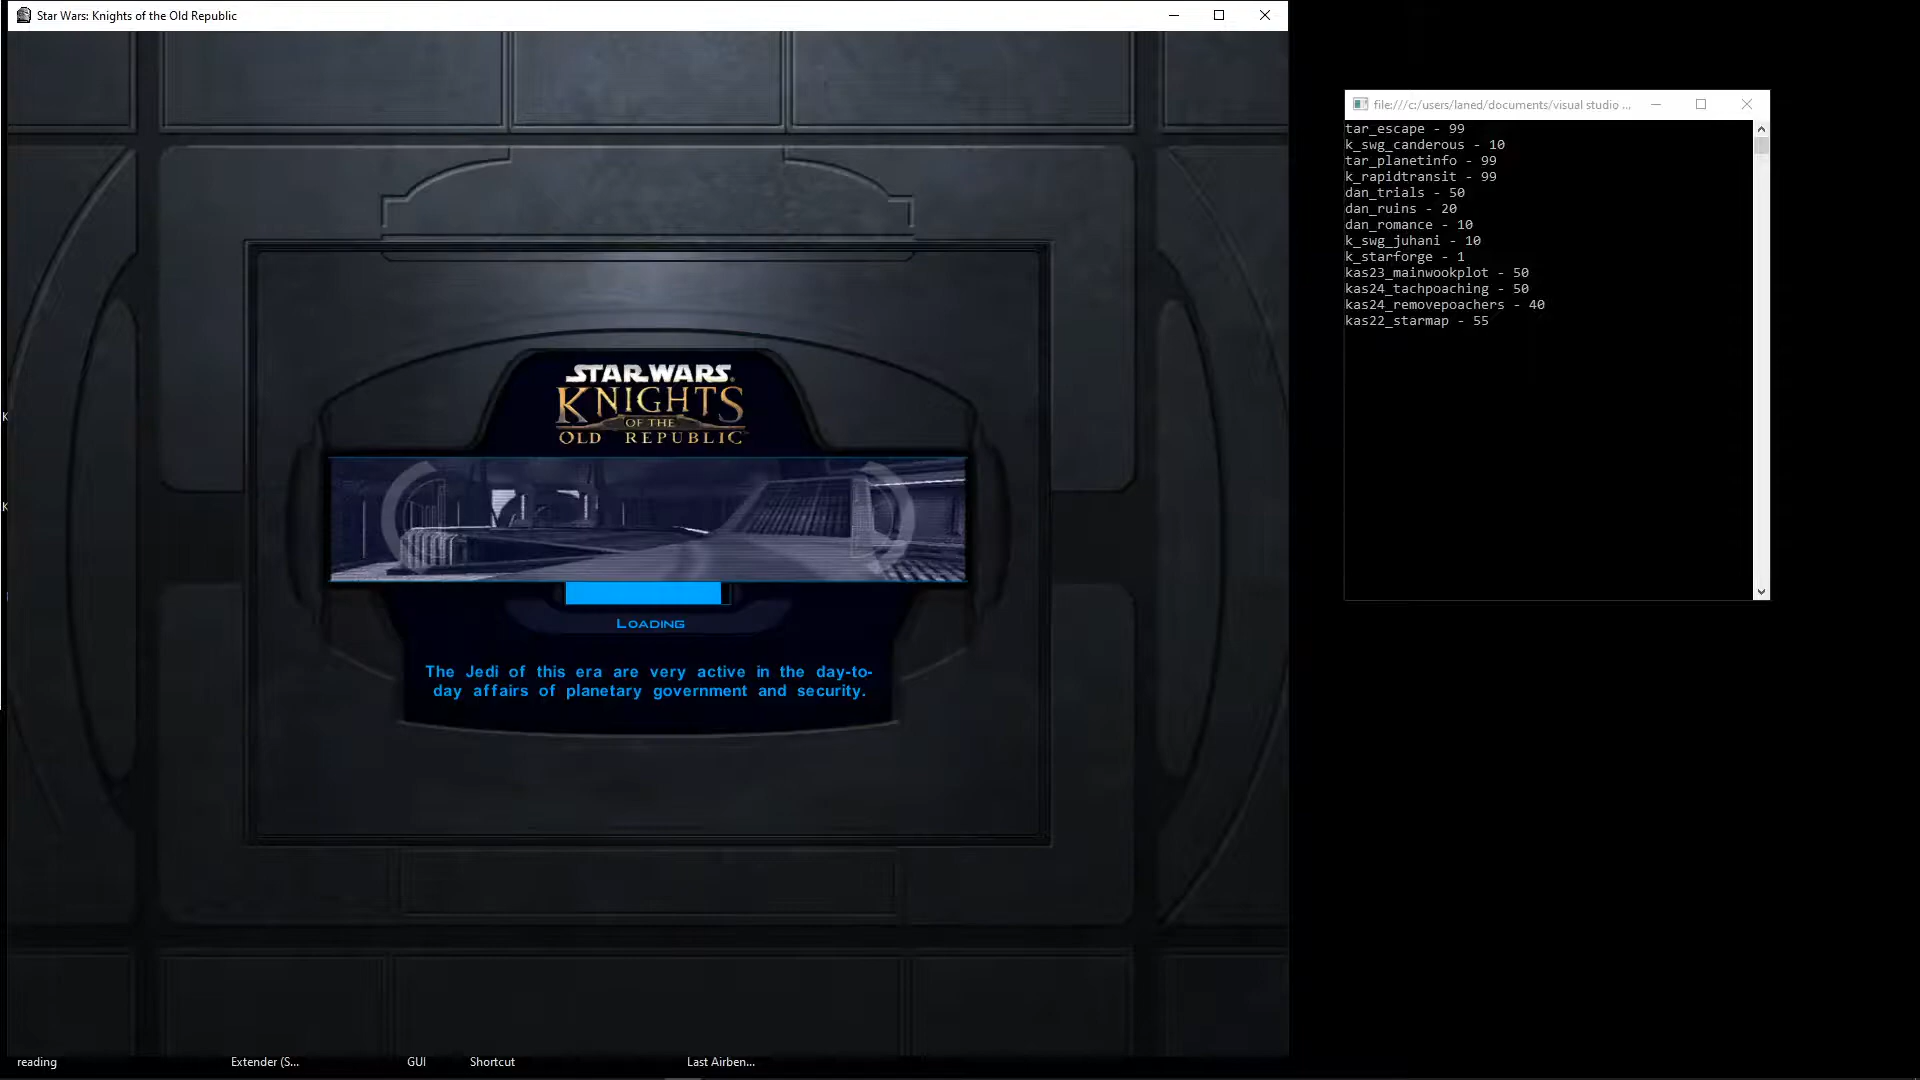 Star Wars: Knights of the Old Republic
STAR WARS
KNIGHTS
OF THE
OLD REPUBLIC
LOADING
The Jedi of this era are very active in the day-to-
day affairs of planetary government and security.
file:///c:/users/laned/documents/visual studio ...
tar_escape - 99
k_swg_canderous - 10
tar_planetinfo - 99
k_rapidtransit - 99
dan_trials - 50
dan_ruins - 20
dan_romance - 10
k_swg_juhani - 10
k_starforge - 1
kas23_mainwookplot - 50
kas24_tachpoaching - 50
kas24_removepoachers - 40
kas22_starmap - 55
K
K
reading
Extender (S...
GUI
Shortcut
Last Airben...